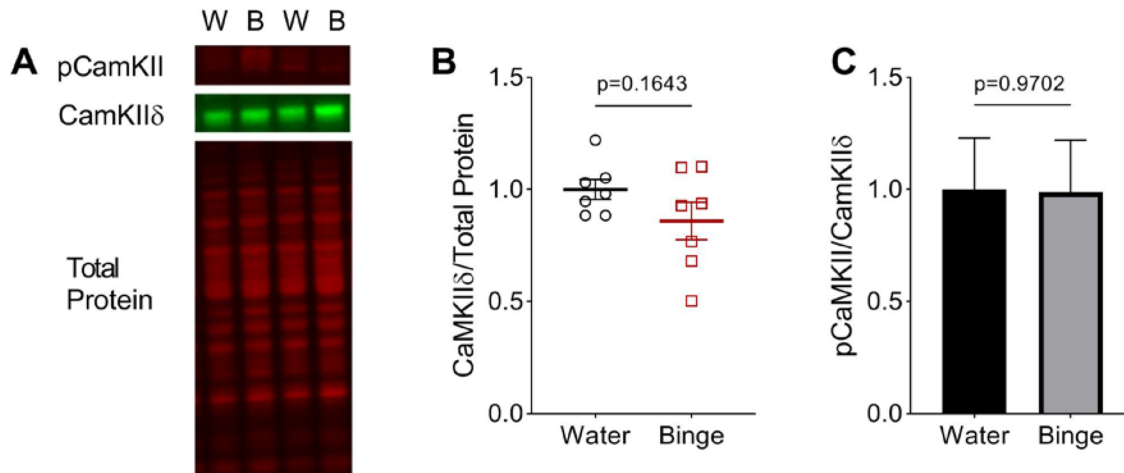 W B W B
A
pCamKII
CamKIIδ
Total
Protein
B
CaMKIIδ/Total Protein
1.5
1.0
0.5
0.0
p=0.1643
Water Binge
C
pCaMKII/CamKIIδ
1.5
1.0
0.5
0.0
p=0.9702
Water Binge